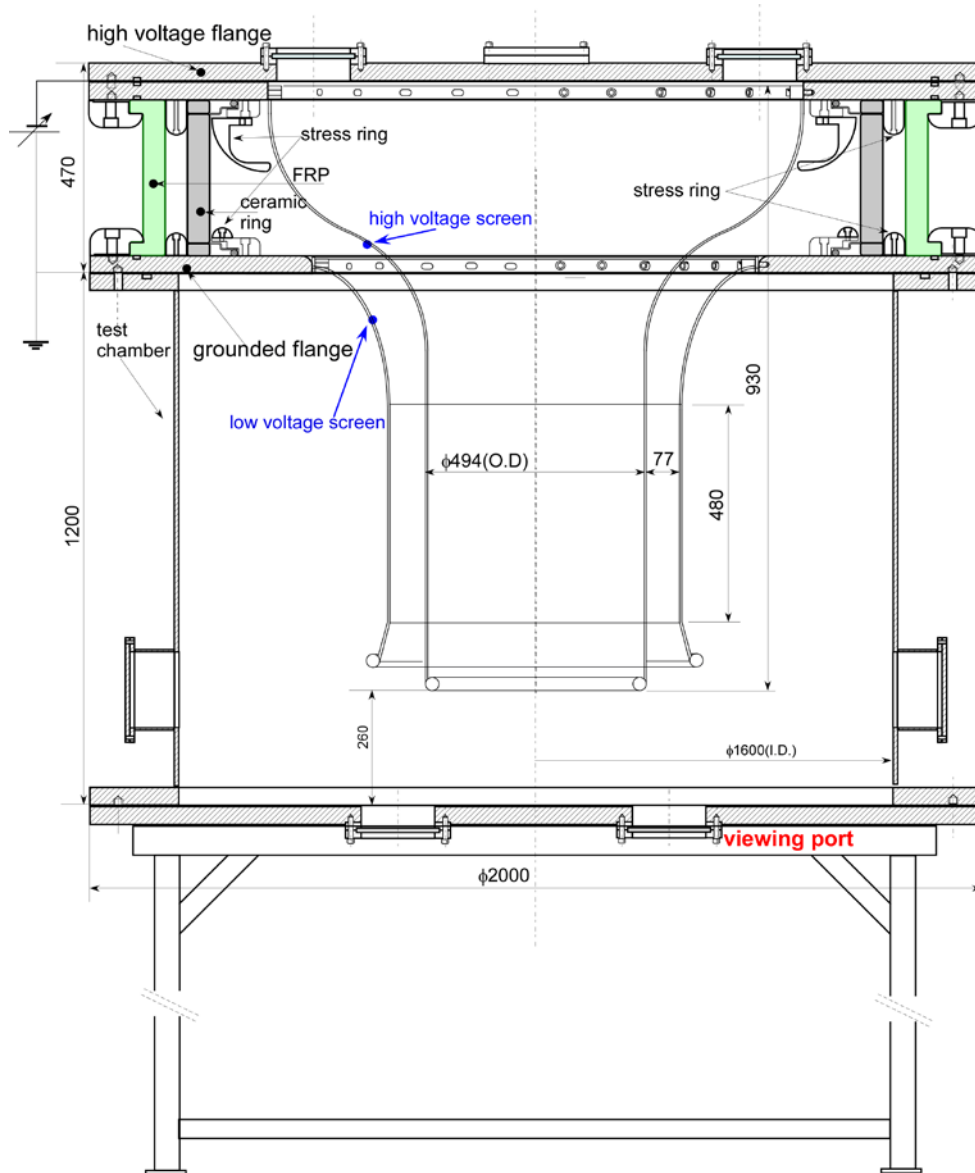 high voltage flange
stress ring
FRP
ceramic
ring
470
high voltage screen
stress ring
test
chamber
grounded flange
low voltage screen
930
ϕ494(O.D)
77
480
1200
260
ϕ1600(I.D.)
viewing port
ϕ2000